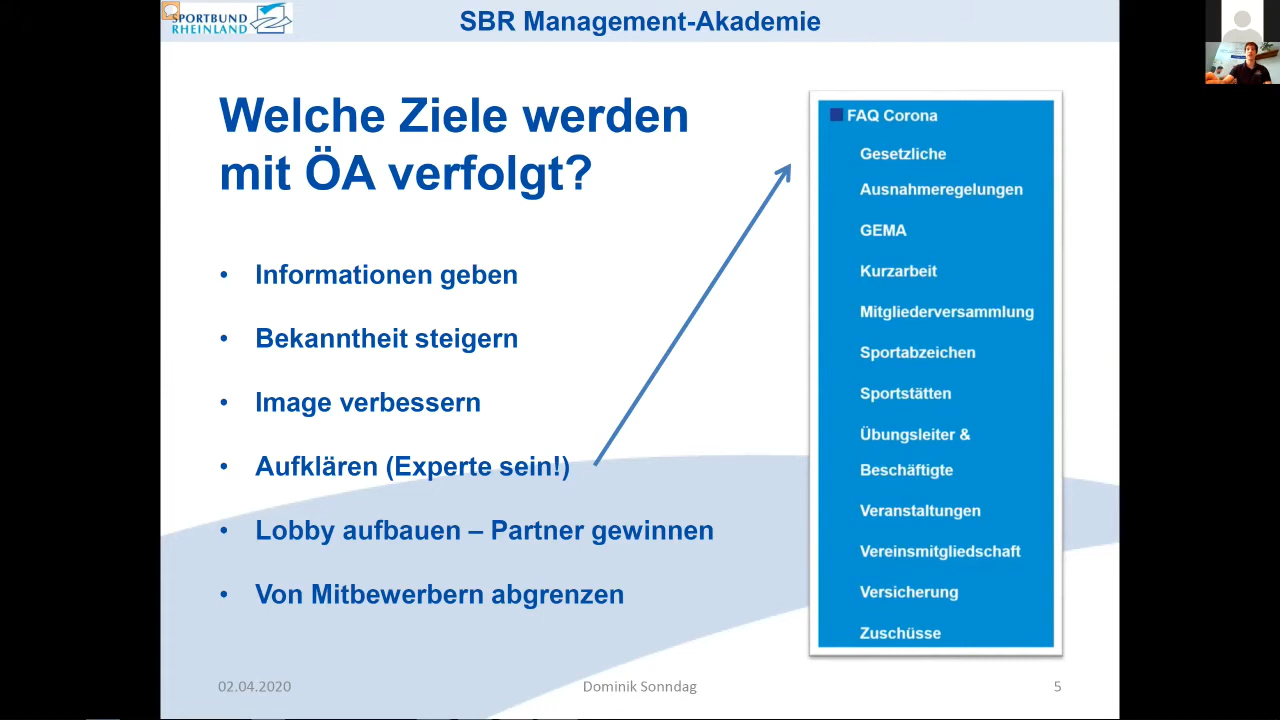 SPORTBUND
RHEINLAND
SBR Management-Akademie
Welche Ziele werden
mit ÖA verfolgt?
• Informationen geben
• Bekanntheit steigern
• Image verbessern
• Aufklären (Experte sein!)
• Lobby aufbauen – Partner gewinnen
• Von Mitbewerbern abgrenzen
FAQ Corona
Gesetzliche
Ausnahmeregelungen
GEMA
Kurzarbeit
Mitgliederversammlung
Sportabzeichen
Sportstätten
Übungsleiter &
Beschäftigte
Veranstaltungen
Vereinsmitgliedschaft
Versicherung
Zuschüsse
02.04.2020
Dominik Sonndag
5